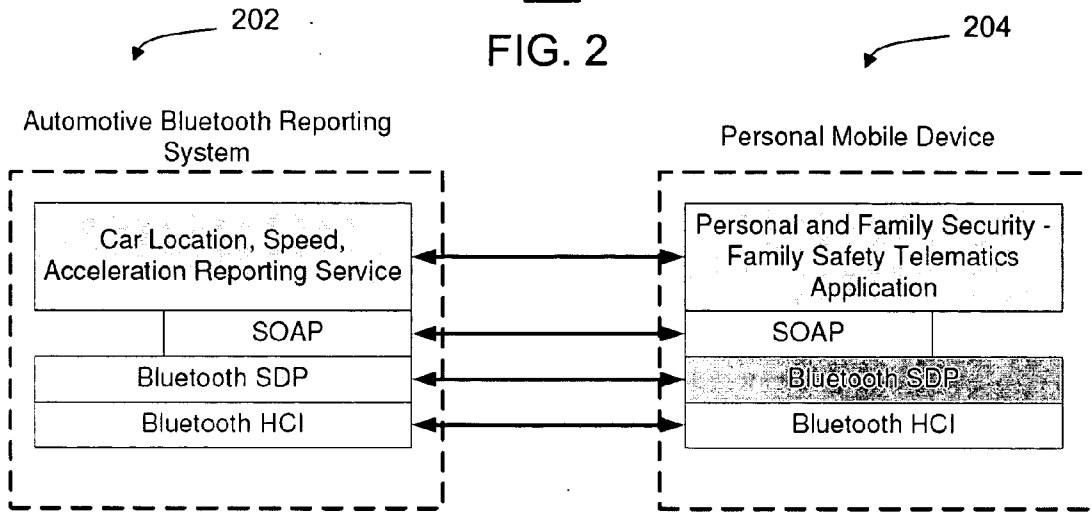 202
204
FIG. 2
Automotive Bluetooth Reporting
System
Personal Mobile Device
Car Location, Speed,
Acceleration Reporting Service
Personal and Family Security -
Family Safety Telematics
Application
SOAP
SOAP
Bluetooth SDP
Bluetooth SDP
Bluetooth HCI
Bluetooth HCI